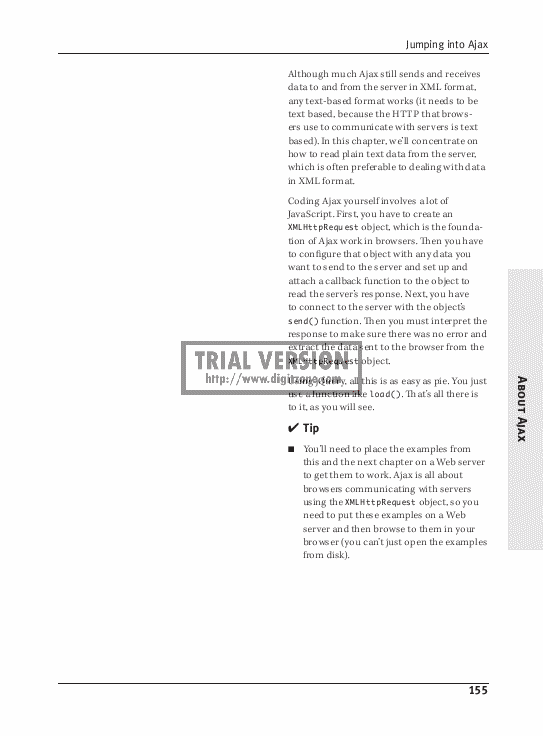 Jumping into Ajax
Although much Ajax still sends and receives
data to and from the server in XML format,
any text-based format works (it needs to be
text based, because the HTTP that brows-
ers use to communicate with servers is text
based). In this chapter, we'll concentrate on
how to read plain text data from the server,
which is often preferable to dealing with data
in XML format.
Coding Ajax yourself involves a lot of
JavaScript. First, you have to create an
XMLHttpRequest object, which is the founda-
tion of Ajax work in browsers. Then you have
to configure that object with any data you
want to send to the server and set up and
attach a callback function to the object to
read the server's response. Next, you have
to connect to the server with the object's
send() function. Then you must interpret the
response to make sure there was no error and
extract the data sent to the browser from the
XMLHttpRequest object.
Using jQuery, all this is as easy as pie. You just
use a function like load(). That's all there is
to it, as you will see.
TRIAL VERSION
http://www.digitzone.com
✔ Tip
■ You'll need to place the examples from
this and the next chapter on a Web server
to get them to work. Ajax is all about
browsers communicating with servers
using the XMLHttpRequest object, so you
need to put these examples on a Web
server and then browse to them in your
browser (you can't just open the examples
from disk).
About Ajax
155